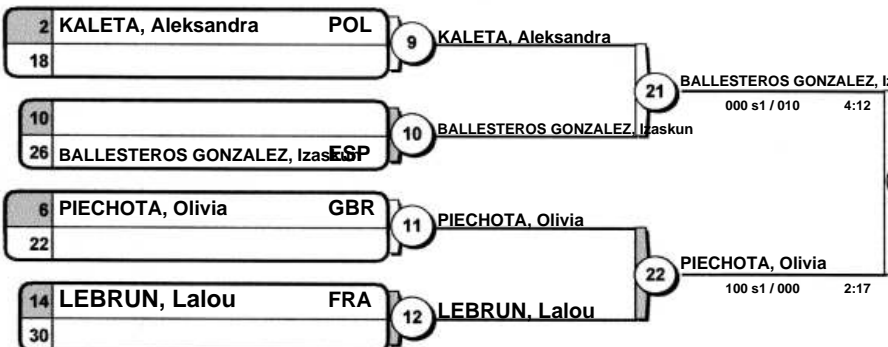 2 KALETA, Aleksandra POL
18
9 KALETA, Aleksandra
10
26 BALLESTEROS GONZALEZ, Izaskun ESP
10 BALLESTEROS GONZALEZ, Izaskun
21 BALLESTEROS GONZALEZ, Iz
000 s1 / 010 4:12
6 PIECHOTA, Olivia GBR
22
11 PIECHOTA, Olivia
14 LEBRUN, Lalou FRA
30
12 LEBRUN, Lalou
22 PIECHOTA, Olivia
100 s1 / 000 2:17